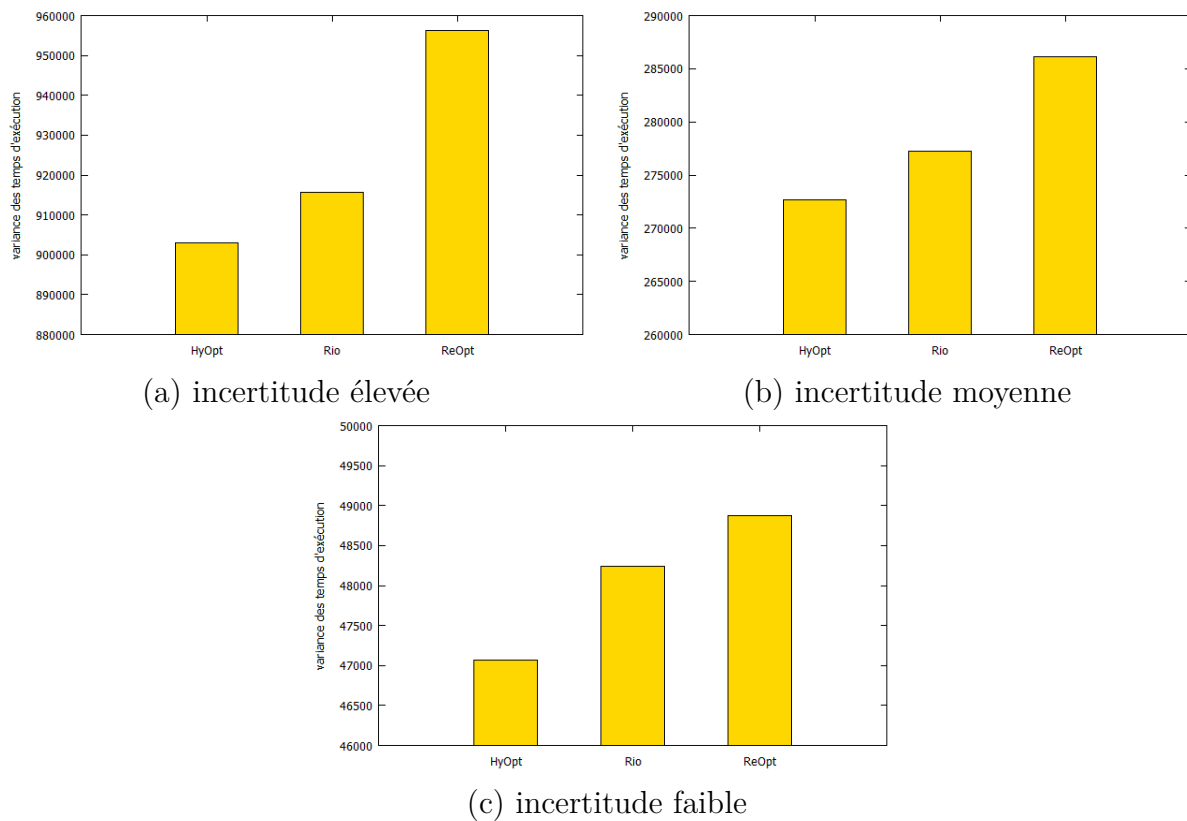 960000
950000
940000
930000
920000
910000
900000
890000
880000
variance des temps d'exécution
HyOpt Rio ReOpt
(a) incertitude élevée
290000
285000
280000
275000
270000
265000
260000
variance des temps d'exécution
HyOpt Rio ReOpt
(b) incertitude moyenne
50000
49500
49000
48500
48000
47500
47000
46500
46000
variance des temps d'exécution
HyOpt Rio ReOpt
(c) incertitude faible